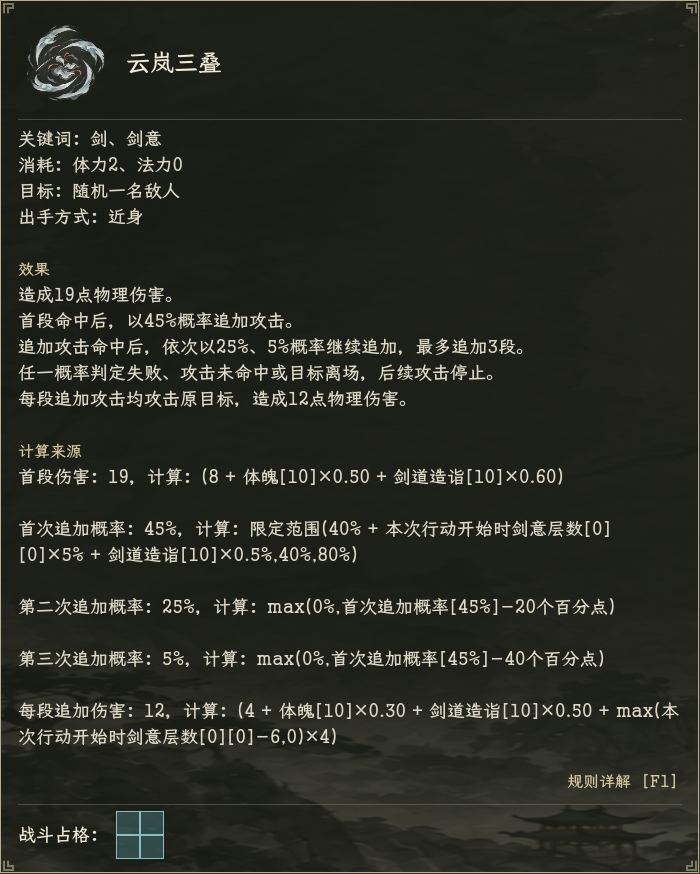 云岚三叠
关键词：剑、剑意
消耗：体力2、法力0
目标：随机一名敌人
出手方式：近身
效果
造成19点物理伤害。
首段命中后，以45%概率追加攻击。
追加攻击命中后，依次以25%、5%概率继续追加，最多追加3段。
任一概率判定失败、攻击未命中或目标离场，后续攻击停止。
每段追加攻击均攻击原目标，造成12点物理伤害。
计算来源
首段伤害：19，计算：(8 + 体魄[10]×0.50 + 剑道造诣[10]×0.60)
首次追加概率：45%，计算：限定范围(40% + 本次行动开始时剑意层数[0]
[0]×5% + 剑道造诣[10]×0.5%,40%,80%)
第二次追加概率：25%，计算：max(0%,首次追加概率[45%]−20个百分点)
第三次追加概率：5%，计算：max(0%,首次追加概率[45%]−40个百分点)
每段追加伤害：12，计算：(4 + 体魄[10]×0.30 + 剑道造诣[10]×0.50 + max(本
次行动开始时剑意层数[0][0]−6,0)×4)
规则详解 [F1]
战斗占格：